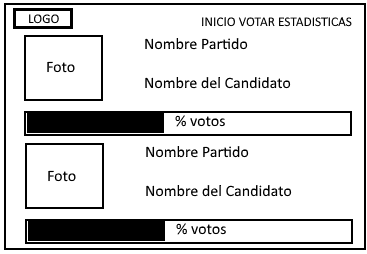 LOGO
INICIO VOTAR ESTADISTICAS
Nombre Partido
Foto
Nombre del Candidato
% votos
Nombre Partido
Foto
Nombre del Candidato
% votos